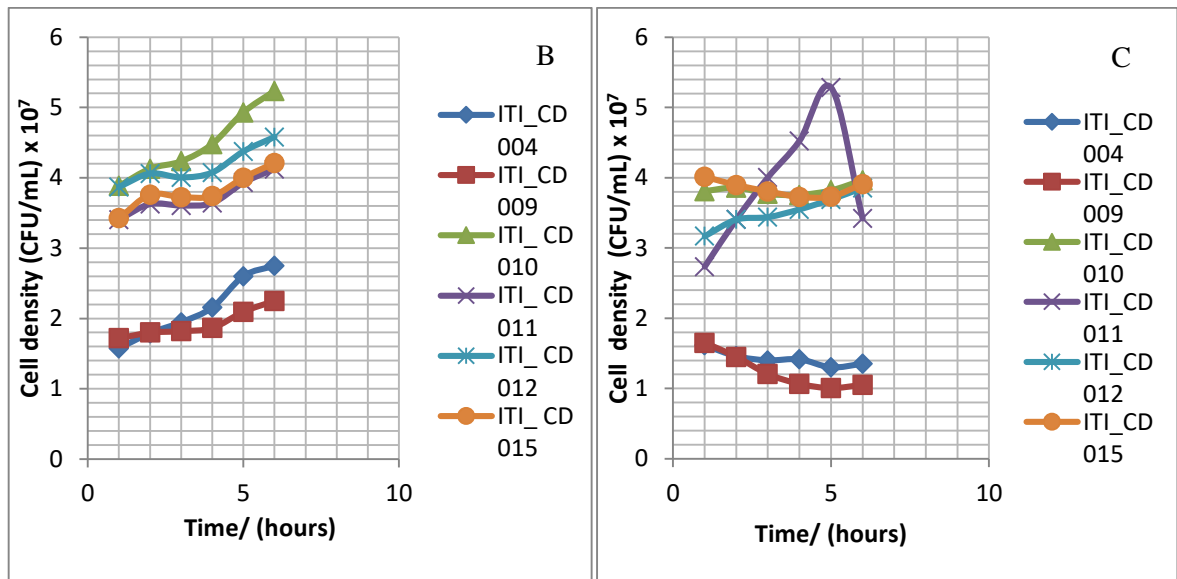 B
6
5
4
3
2
1
0
0
5
10
Cell density (CFU/mL) x 10⁷
Time/ (hours)
ITI_CD
004
ITI_CD
009
ITI_ CD
010
ITI_ CD
011
ITI_ CD
012
ITI_ CD
015
C
6
5
4
3
2
1
0
0
5
10
Cell  density (CFU/mL) x 10⁷
Time/ (hours)
ITI_CD
004
ITI_CD
009
ITI_CD
010
ITI_CD
011
ITI_CD
012
ITI_CD
015